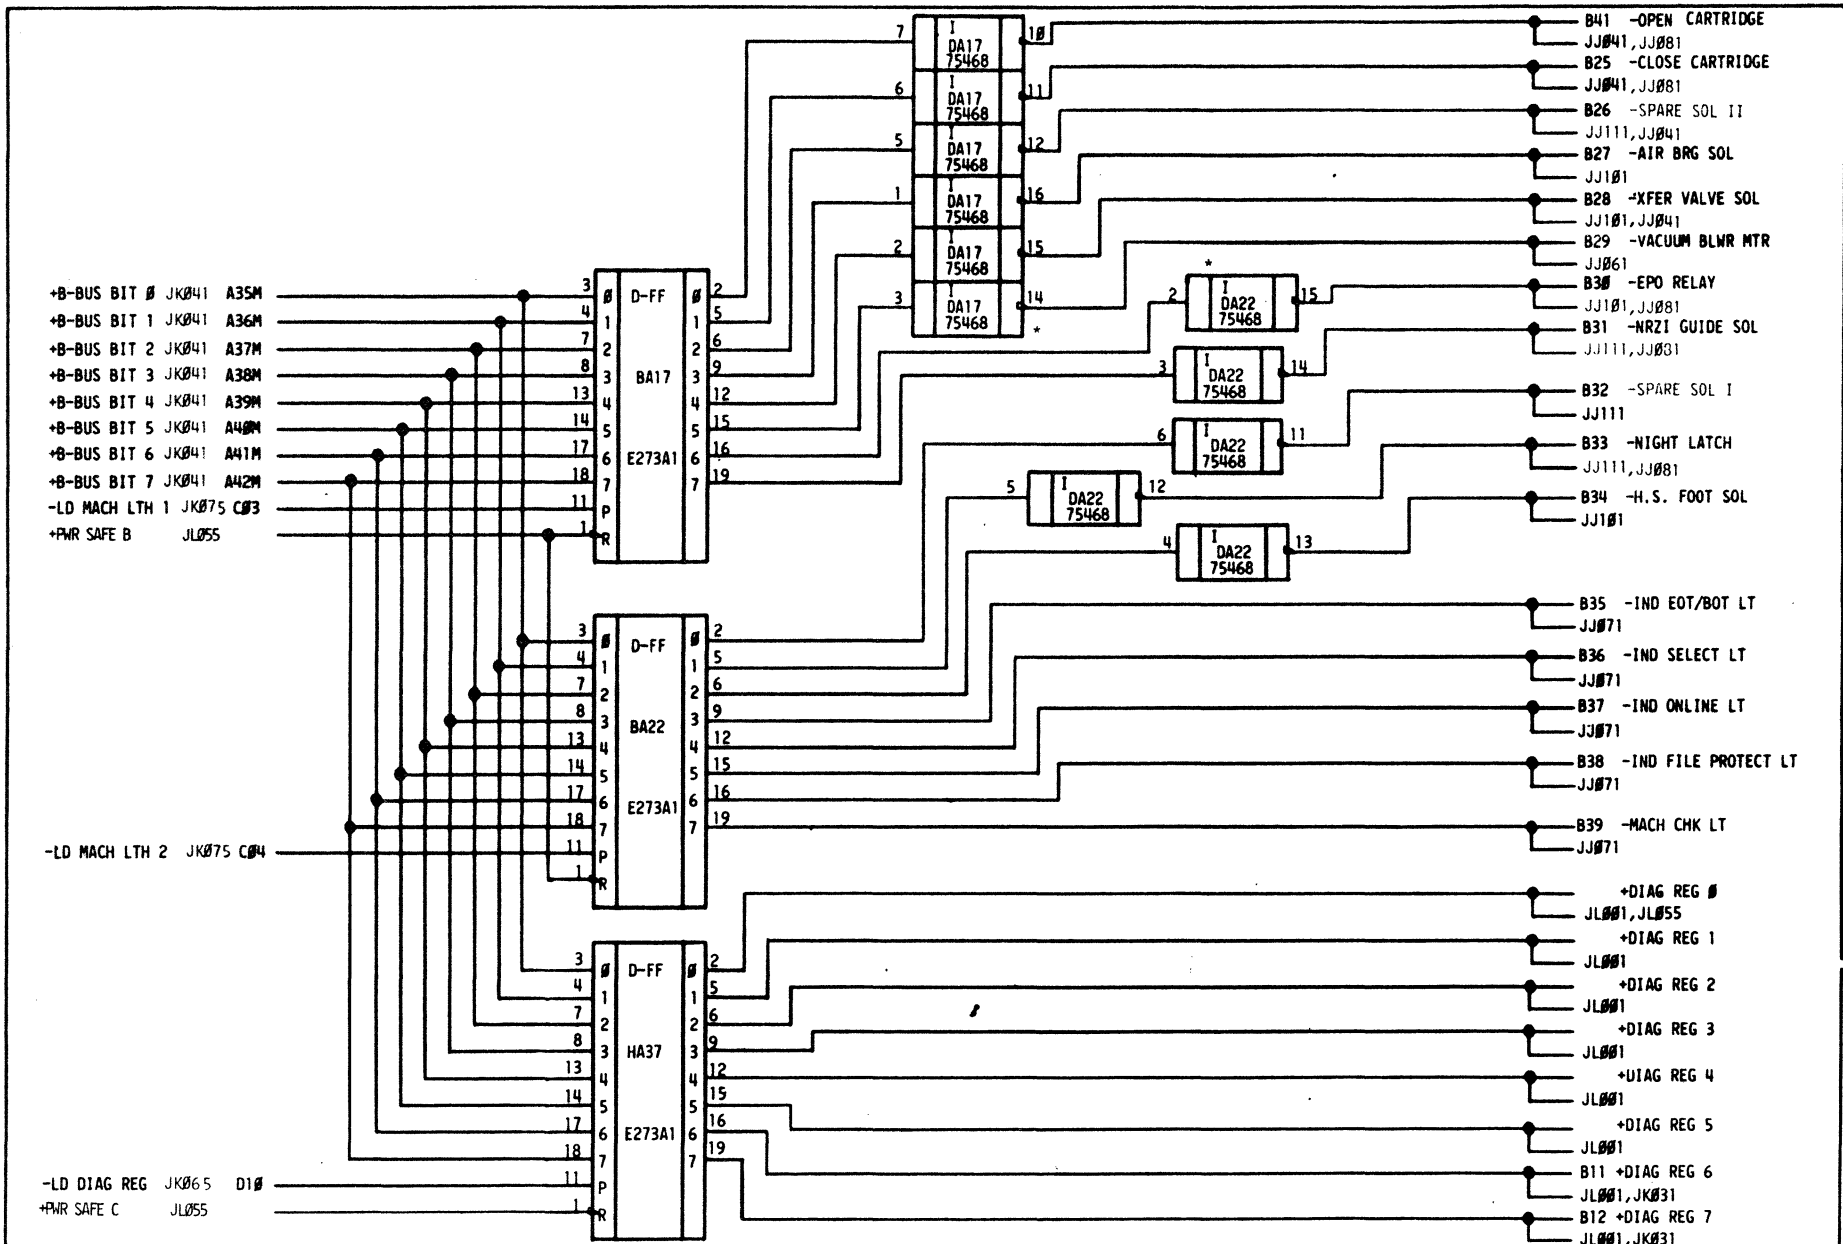 7 I DA17 75468 10
6 I DA17 75468 11
5 I DA17 75468 12
1 I DA17 75468 16
2 I DA17 75468 15
3 I DA17 75468 14 *
B41 -OPEN CARTRIDGE
JJØ41,JJØ81
B25 -CLOSE CARTRIDGE
JJØ41,JJØ81
B26 -SPARE SOL II
JJ111,JJØ41
B27 -AIR BRG SOL
JJ1Ø1
B28 -XFER VALVE SOL
JJ1Ø1,JJØ41
B29 -VACUUM BLWR MTR
JJØ61
B3Ø -EPO RELAY
JJ1Ø1,JJØ81
B31 -NRZI GUIDE SOL
JJ111,JJØ81
B32 -SPARE SOL I
JJ111
B33 -NIGHT LATCH
JJ111,JJØ81
B34 -H.S. FOOT SOL
JJ1Ø1
*
2 I DA22 75468 15
3 I DA22 75468 14
6 I DA22 75468 11
5 I DA22 75468 12
4 I DA22 75468 13
+B-BUS BIT Ø JKØ41 A35M
+B-BUS BIT 1 JKØ41 A36M
+B-BUS BIT 2 JKØ41 A37M
+B-BUS BIT 3 JKØ41 A38M
+B-BUS BIT 4 JKØ41 A39M
+B-BUS BIT 5 JKØ41 A4ØM
+B-BUS BIT 6 JKØ41 A41M
+B-BUS BIT 7 JKØ41 A42M
-LD MACH LTH 1 JKØ75 CØ3
+PWR SAFE B JLØ55
D-FF
BA17
E273A1
3 Ø Ø 2
4 1 1 5
7 2 2 6
8 3 3 9
13 4 4 12
14 5 5 15
17 6 6 16
18 7 7 19
11 P
1 R
D-FF
BA22
E273A1
3 Ø Ø 2
4 1 1 5
7 2 2 6
8 3 3 9
13 4 4 12
14 5 5 15
17 6 6 16
18 7 7 19
11 P
1 R
-LD MACH LTH 2 JKØ75 CØ4
B35 -IND EOT/BOT LT
JJØ71
B36 -IND SELECT LT
JJØ71
B37 -IND ONLINE LT
JJØ71
B38 -IND FILE PROTECT LT
JJØ71
B39 -MACH CHK LT
JJØ71
D-FF
HA37
E273A1
3 Ø Ø 2
4 1 1 5
7 2 2 6
8 3 3 9
13 4 4 12
14 5 5 15
17 6 6 16
18 7 7 19
11 P
1 R
-LD DIAG REG JKØ65 D1Ø
+PWR SAFE C JLØ55
+DIAG REG Ø
JLØØ1,JLØ55
+DIAG REG 1
JLØØ1
+DIAG REG 2
JLØØ1
+DIAG REG 3
JLØØ1
+DIAG REG 4
JLØØ1
+DIAG REG 5
JLØØ1
B11 +DIAG REG 6
JLØØ1,JKØ31
B12 +DIAG REG 7
JLØØ1,JKØ31